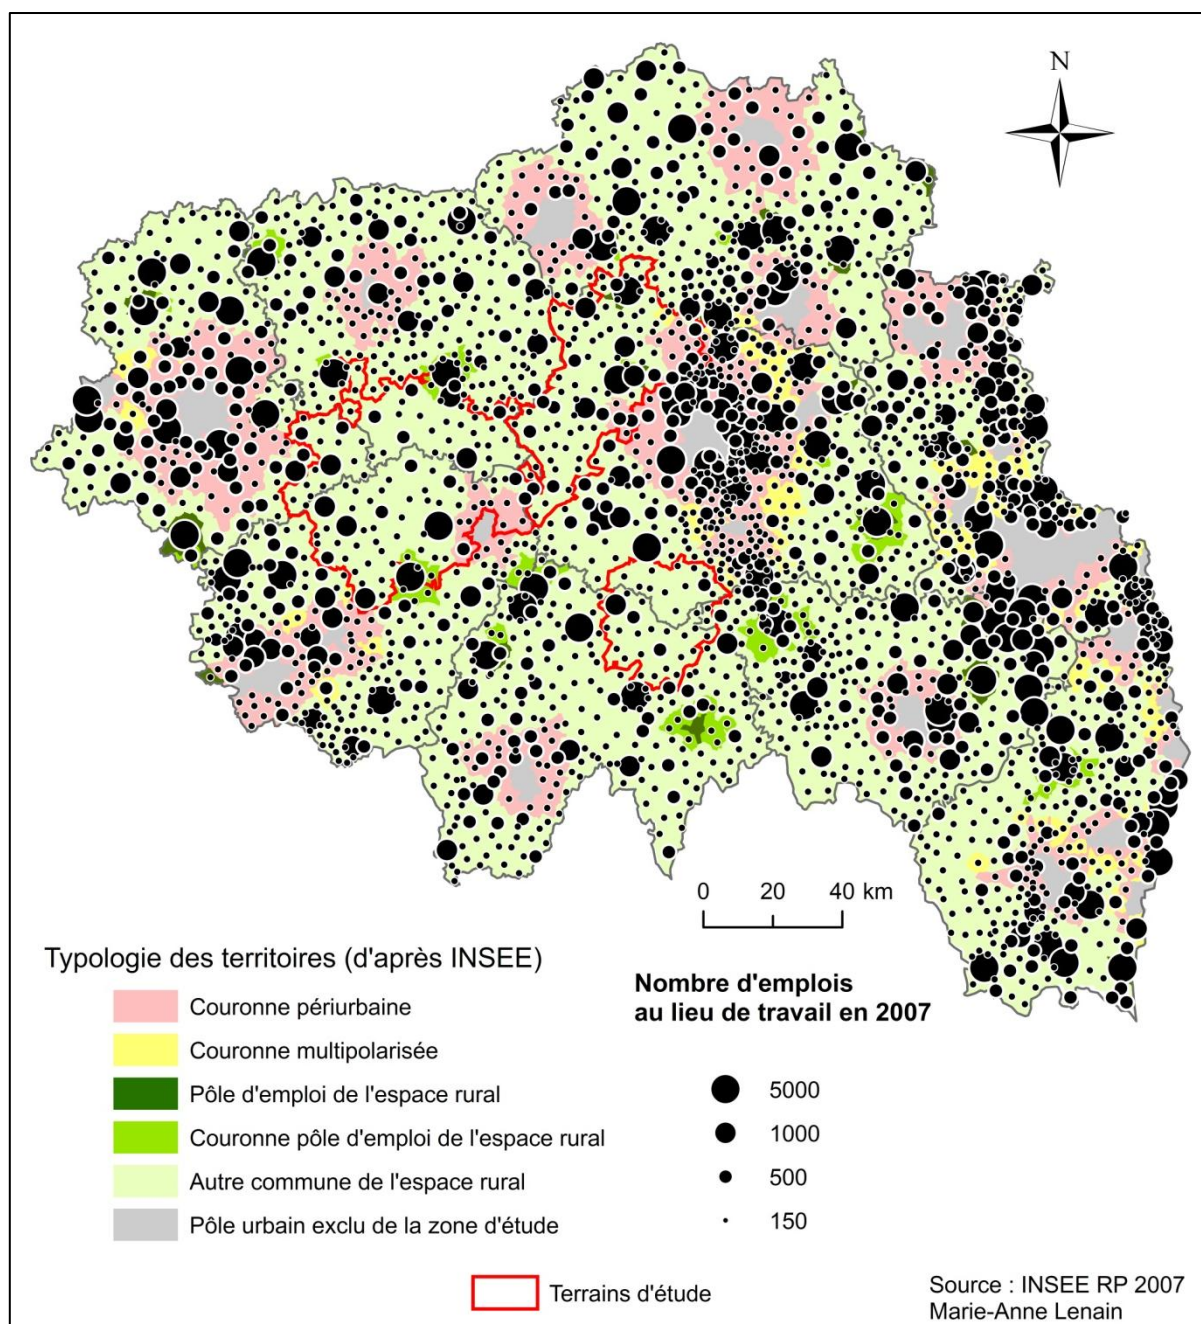 N
0 20 40 km
Typologie des territoires (d'après INSEE)
Couronne périurbaine
Couronne multipolarisée
Pôle d'emploi de l'espace rural
Couronne pôle d'emploi de l'espace rural
Autre commune de l'espace rural
Pôle urbain exclu de la zone d'étude
Nombre d'emplois
au lieu de travail en 2007
5000
1000
500
150
Terrains d'étude
Source : INSEE RP 2007
Marie-Anne Lenain